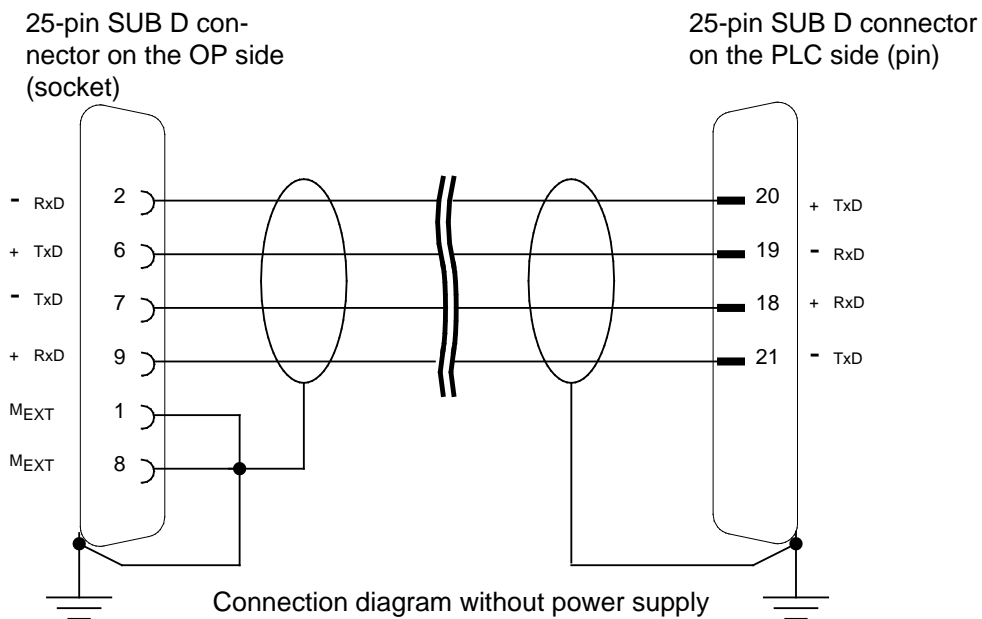 25-pin SUB D con-
nector on the OP side
(socket)
25-pin SUB D connector
on the PLC side (pin)
- RxD 2
+ TxD 6
- TxD 7
+ RxD 9
MEXT 1
MEXT 8
20 + TxD
19 - RxD
18 + RxD
21 - TxD
Connection diagram without power supply